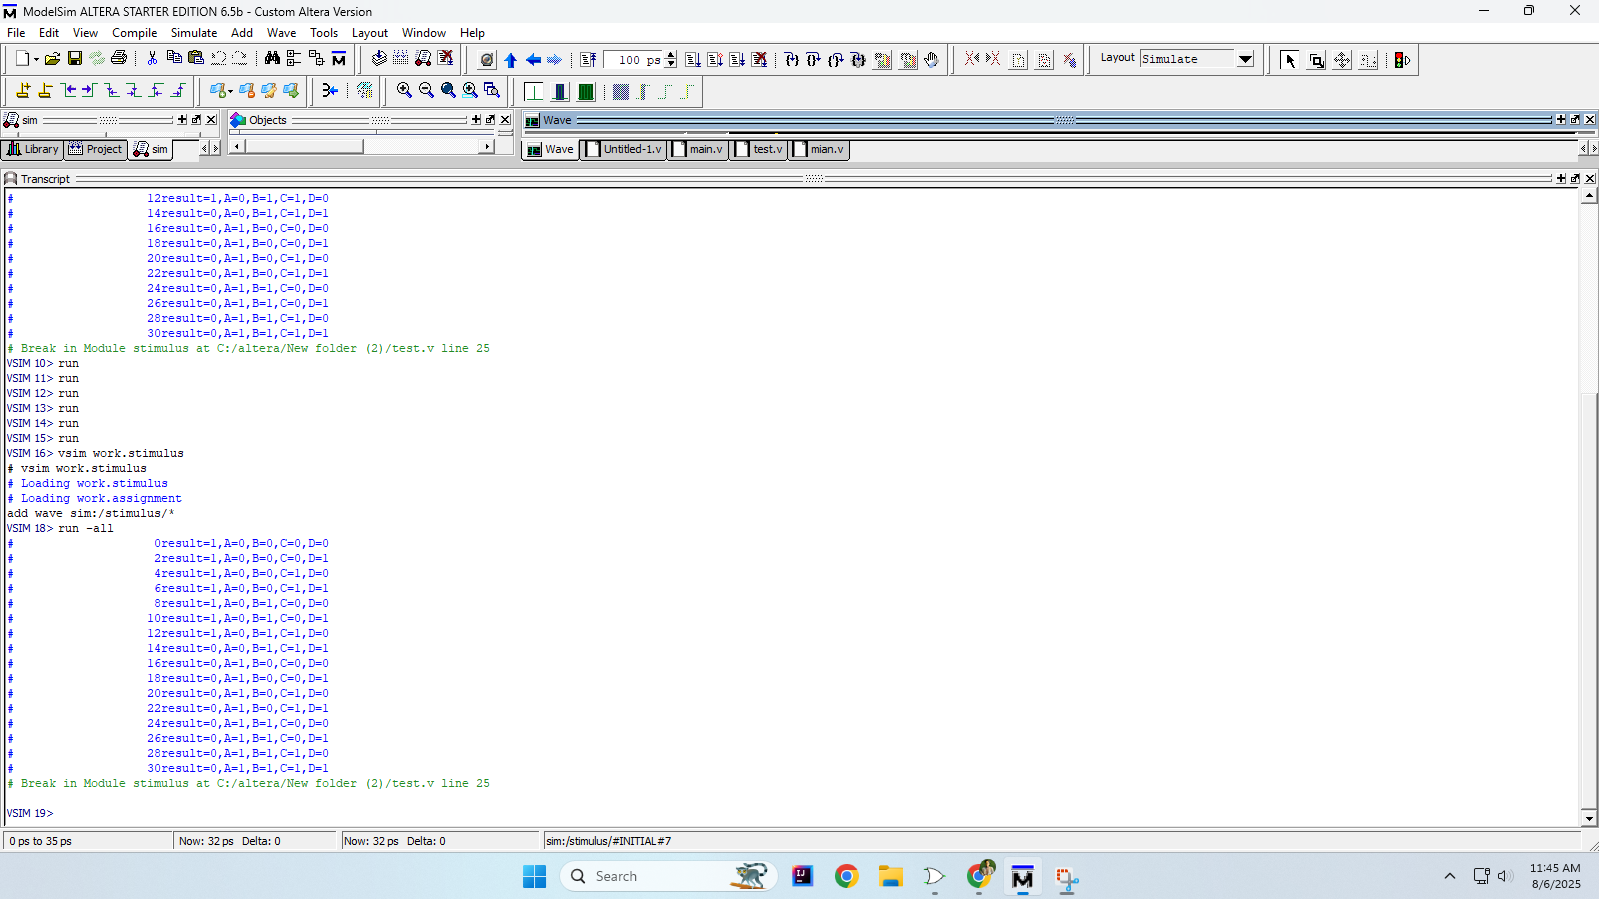 ModelSim ALTERA STARTER EDITION 6.5b - Custom Altera Version
File Edit View Compile Simulate Add Wave Tools Layout Window Help
100 ps Layout Simulate
sim Objects Wave
Library Project sim Wave Untitled-1.v main.v test.v mian.v
Transcript
# 12result=1,A=0,B=1,C=1,D=0
# 14result=0,A=0,B=1,C=1,D=1
# 16result=0,A=1,B=0,C=0,D=0
# 18result=0,A=1,B=0,C=0,D=1
# 20result=0,A=1,B=0,C=1,D=0
# 22result=0,A=1,B=0,C=1,D=1
# 24result=0,A=1,B=1,C=0,D=0
# 26result=0,A=1,B=1,C=0,D=1
# 28result=0,A=1,B=1,C=1,D=0
# 30result=0,A=1,B=1,C=1,D=1
# Break in Module stimulus at C:/altera/New folder (2)/test.v line 25
VSIM 10> run
VSIM 11> run
VSIM 12> run
VSIM 13> run
VSIM 14> run
VSIM 15> run
VSIM 16> vsim work.stimulus
# vsim work.stimulus
# Loading work.stimulus
# Loading work.assignment
add wave sim:/stimulus/*
VSIM 18> run -all
# 0result=1,A=0,B=0,C=0,D=0
# 2result=1,A=0,B=0,C=0,D=1
# 4result=1,A=0,B=0,C=1,D=0
# 6result=1,A=0,B=0,C=1,D=1
# 8result=1,A=0,B=1,C=0,D=0
# 10result=1,A=0,B=1,C=0,D=1
# 12result=1,A=0,B=1,C=1,D=0
# 14result=0,A=0,B=1,C=1,D=1
# 16result=0,A=1,B=0,C=0,D=0
# 18result=0,A=1,B=0,C=0,D=1
# 20result=0,A=1,B=0,C=1,D=0
# 22result=0,A=1,B=0,C=1,D=1
# 24result=0,A=1,B=1,C=0,D=0
# 26result=0,A=1,B=1,C=0,D=1
# 28result=0,A=1,B=1,C=1,D=0
# 30result=0,A=1,B=1,C=1,D=1
# Break in Module stimulus at C:/altera/New folder (2)/test.v line 25
VSIM 19>
0 ps to 35 ps Now: 32 ps Delta: 0 Now: 32 ps Delta: 0 sim:/stimulus/#INITIAL#7
Search
11:45 AM
8/6/2025